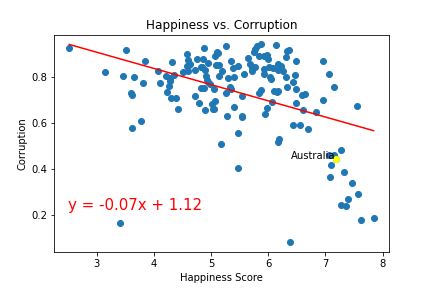 Happiness vs. Corruption
Corruption
0.8
0.6
0.4
0.2
Australia
y = -0.07x + 1.12
3 4 5 6 7 8
Happiness Score